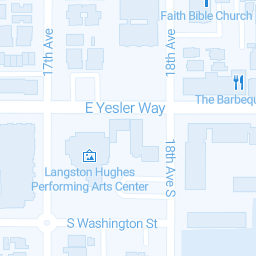 Faith Bible Church
17th Ave
18th Ave
The Barbequ
E Yesler Way
Langston Hughes
Performing Arts Center
18th Ave S
S Washington St